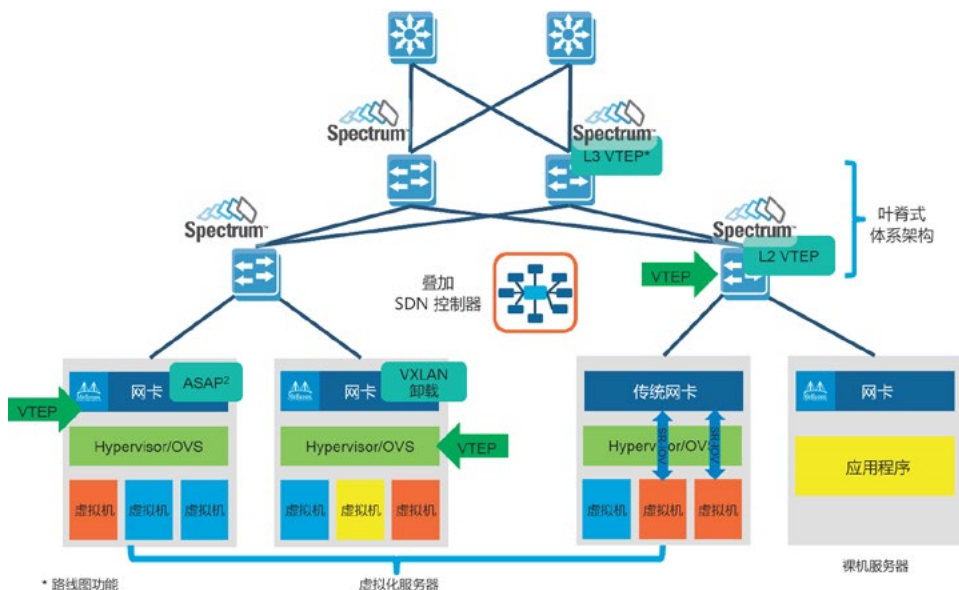 Spectrum™
Spectrum™
L3 VTEP*
Spectrum™
Spectrum™
L2 VTEP
叶脊式
体系架构
VTEP
叠加
SDN 控制器
网卡
ASAP²
网卡
VXLAN
卸载
传统网卡
网卡
VTEP
Hypervisor/OVS
Hypervisor/OVS
VTEP
Hypervisor/OVS
SR-IOV
SR-IOV
应用程序
虚拟机
虚拟机
虚拟机
虚拟机
虚拟机
虚拟机
虚拟机
虚拟机
虚拟机
* 路线图功能
虚拟化服务器
裸机服务器